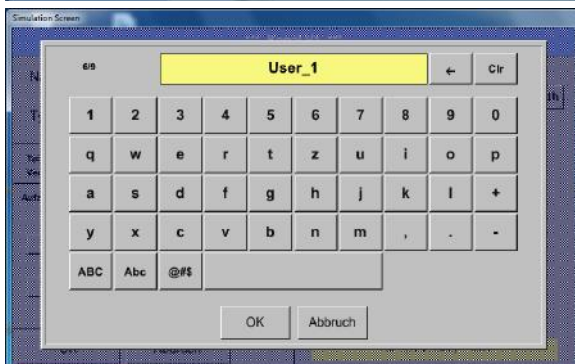 Simulation Screen
6/9 User_1 ← Clr
1 2 3 4 5 6 7 8 9 0
q w e r t z u i o p
a s d f g h j k l +
y x c v b n m , . -
ABC Abc @#$
OK Abbruch